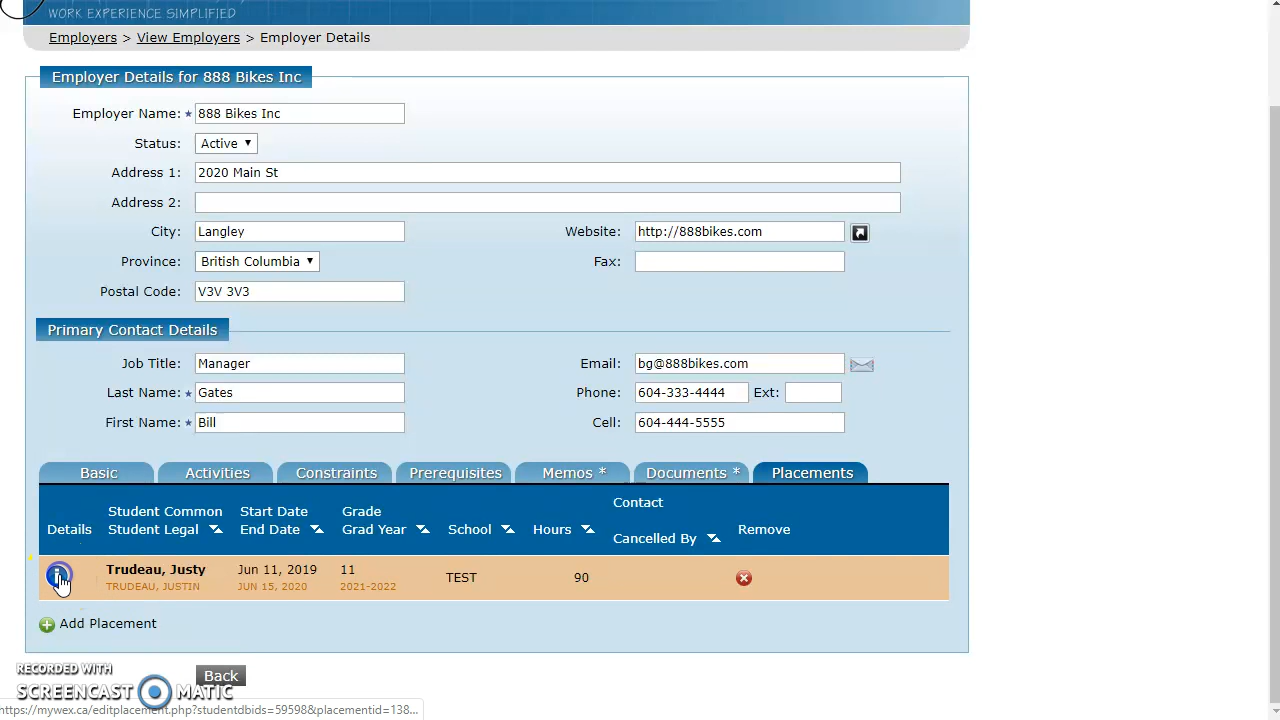 WORK EXPERIENCE SIMPLIFIED
Employers > View Employers > Employer Details
Employer Details for 888 Bikes Inc
Employer Name: * 888 Bikes Inc
Status: Active
Address 1: 2020 Main St
Address 2:
City: Langley Website: http://888bikes.com
Province: British Columbia Fax:
Postal Code: V3V 3V3
Primary Contact Details
Job Title: Manager Email: bg@888bikes.com
Last Name: * Gates Phone: 604-333-4444 Ext:
First Name: * Bill Cell: 604-444-5555
Basic Activities Constraints Prerequisites Memos * Documents * Placements
Contact
Student Common Start Date Grade
Details Student Legal End Date Grad Year School Hours Cancelled By Remove
Trudeau, Justy Jun 11, 2019 11 TEST 90
TRUDEAU, JUSTIN JUN 15, 2020 2021-2022
Add Placement
Back
RECORDED WITH
SCREENCAST MATIC
https://mywex.ca/editplacement.php?studentdbids=59598&placementid=138...